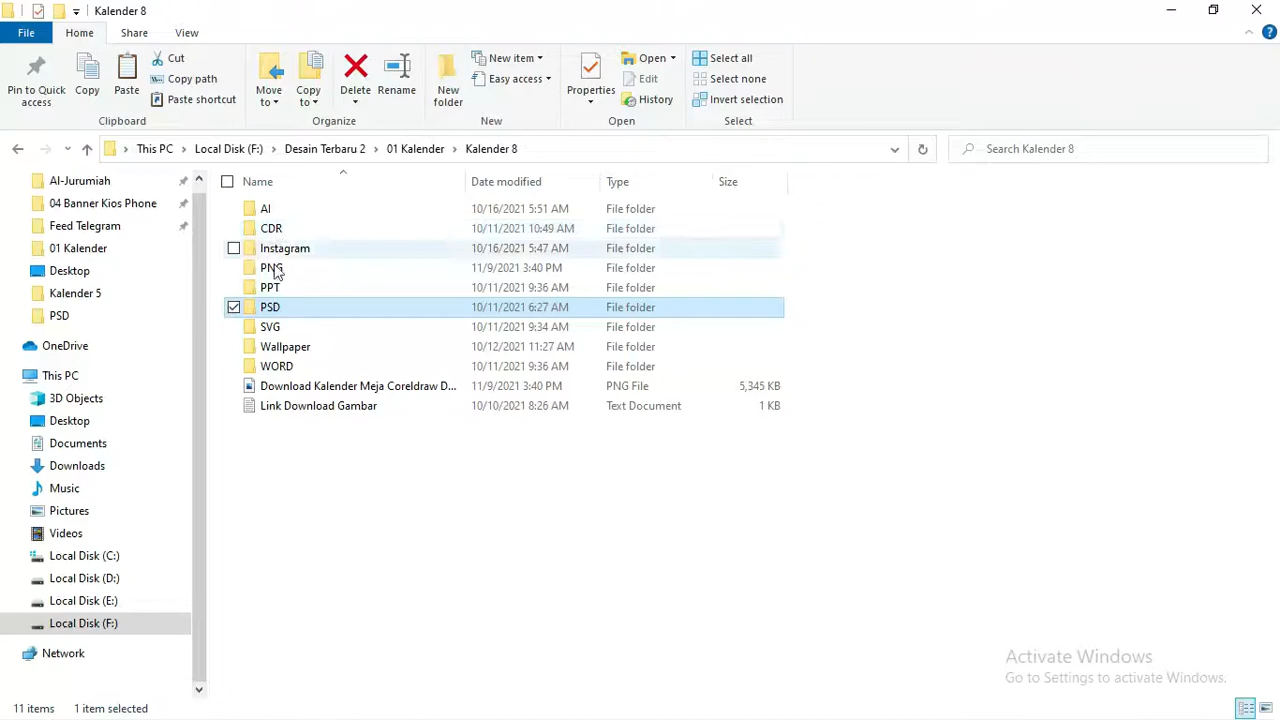 Kalender 8
File Home Share View
Pin to Quick access
Copy
Paste
Cut
Copy path
Paste shortcut
Clipboard
Move to
Copy to
Delete
Rename
Organize
New folder
New item
Easy access
New
Properties
Open
Edit
History
Open
Select all
Select none
Invert selection
Select
This PC Local Disk (F:) Desain Terbaru 2 01 Kalender Kalender 8
Search Kalender 8
AI-Jurumiah
04 Banner Kios Phone
Feed Telegram
01 Kalender
Desktop
Kalender 5
PSD
OneDrive
This PC
3D Objects
Desktop
Documents
Downloads
Music
Pictures
Videos
Local Disk (C:)
Local Disk (D:)
Local Disk (E:)
Local Disk (F:)
Network
Name Date modified Type Size
AI 10/16/2021 5:51 AM File folder
CDR 10/11/2021 10:49 AM File folder
Instagram 10/16/2021 5:47 AM File folder
PNG 11/9/2021 3:40 PM File folder
PPT 10/11/2021 9:36 AM File folder
PSD 10/11/2021 6:27 AM File folder
SVG 10/11/2021 9:34 AM File folder
Wallpaper 10/12/2021 11:27 AM File folder
WORD 10/11/2021 9:36 AM File folder
Download Kalender Meja Coreldraw D... 11/9/2021 3:40 PM PNG File 5,345 KB
Link Download Gambar 10/10/2021 8:26 AM Text Document 1 KB
Activate Windows
Go to Settings to activate Windows.
11 items 1 item selected